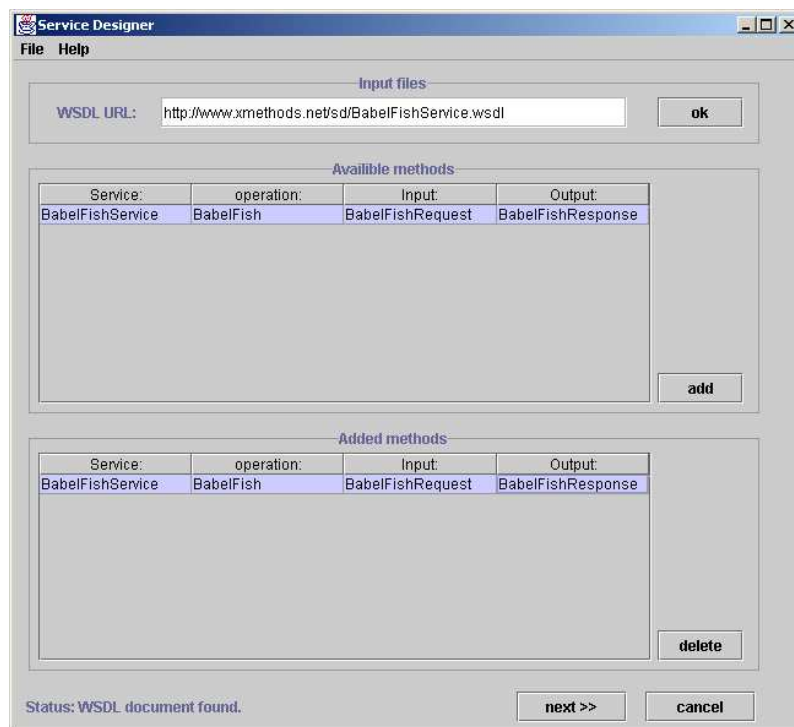 Service Designer
File Help
Input files
WSDL URL: http://www.xmethods.net/sd/BabelFishService.wsdl ok
Availible methods
Service: operation: Input: Output:
BabelFishService BabelFish BabelFishRequest BabelFishResponse
add
Added methods
Service: operation: Input: Output:
BabelFishService BabelFish BabelFishRequest BabelFishResponse
delete
Status: WSDL document found. next >> cancel